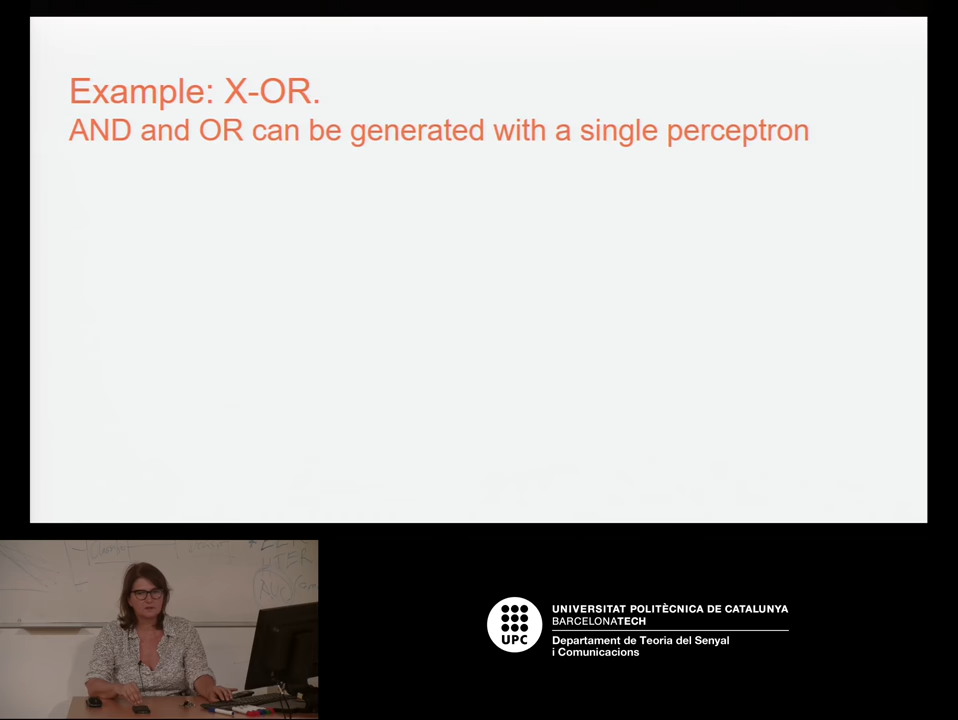 Example: X-OR.
AND and OR can be generated with a single perceptron
UPC
UNIVERSITAT POLITÈCNICA DE CATALUNYA
BARCELONATECH
Departament de Teoria del Senyal
i Comunicacions